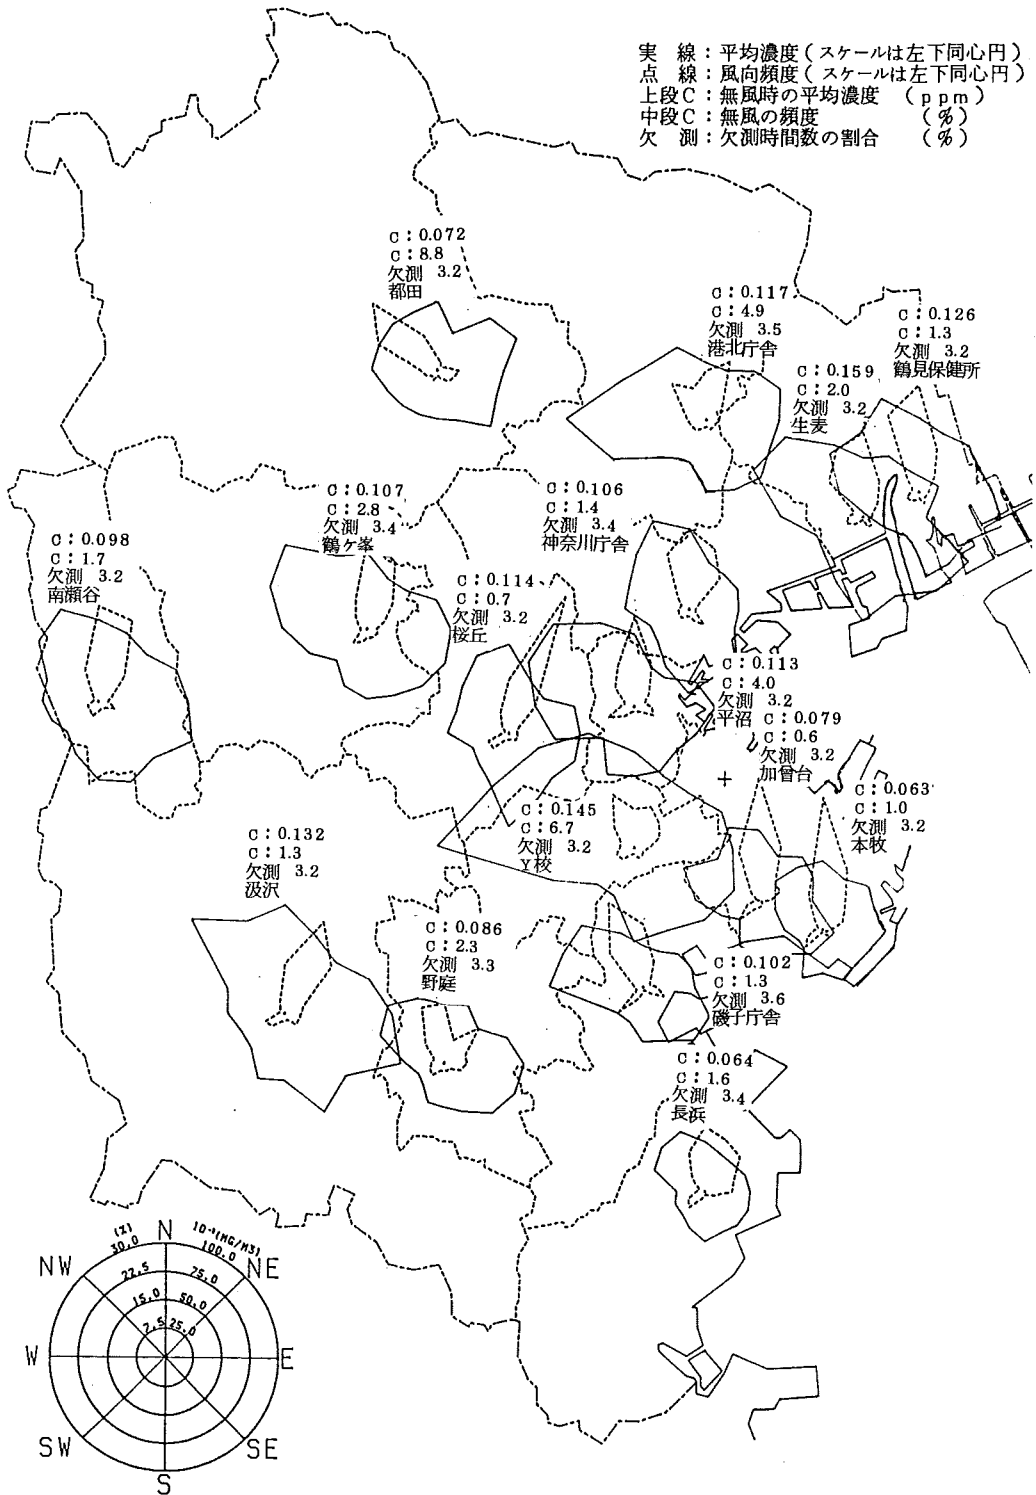 実 線：平均濃度(スケールは左下同心円)
点 線：風向頻度(スケールは左下同心円)
上段C：無風時の平均濃度 (ppm)
中段C：無風の頻度 (%)
欠 測：欠測時間数の割合 (%)
C：0.072
C：8.8
欠測 3.2
都田
C：0.117
C：4.9
欠測 3.5
港北庁舎
C：0.126
C：1.3
欠測 3.2
鶴見保健所
C：0.159
C：2.0
欠測 3.2
生麦
C：0.107
C：2.8
欠測 3.4
鶴ケ峯
C：0.106
C：1.4
欠測 3.4
神奈川庁舎
C：0.098
C：1.7
欠測 3.2
南瀬谷
C：0.114
C：0.7
欠測 3.2
桜丘
C：0.113
C：4.0
欠測 3.2
平沼
C：0.079
C：0.6
欠測 3.2
加曾台
C：0.063
C：1.0
欠測 3.2
本牧
C：0.145
C：6.7
欠測 3.2
Y校
C：0.132
C：1.3
欠測 3.2
汲沢
C：0.086
C：2.3
欠測 3.3
野庭
C：0.102
C：1.3
欠測 3.6
磯子庁舎
C：0.064
C：1.6
欠測 3.4
長浜
(%) N 10⁻³(MG/M3)
30.0 100.0
NW NE
22.5 75.0
15.0 50.0
7.5 25.0
W E
SW SE
S